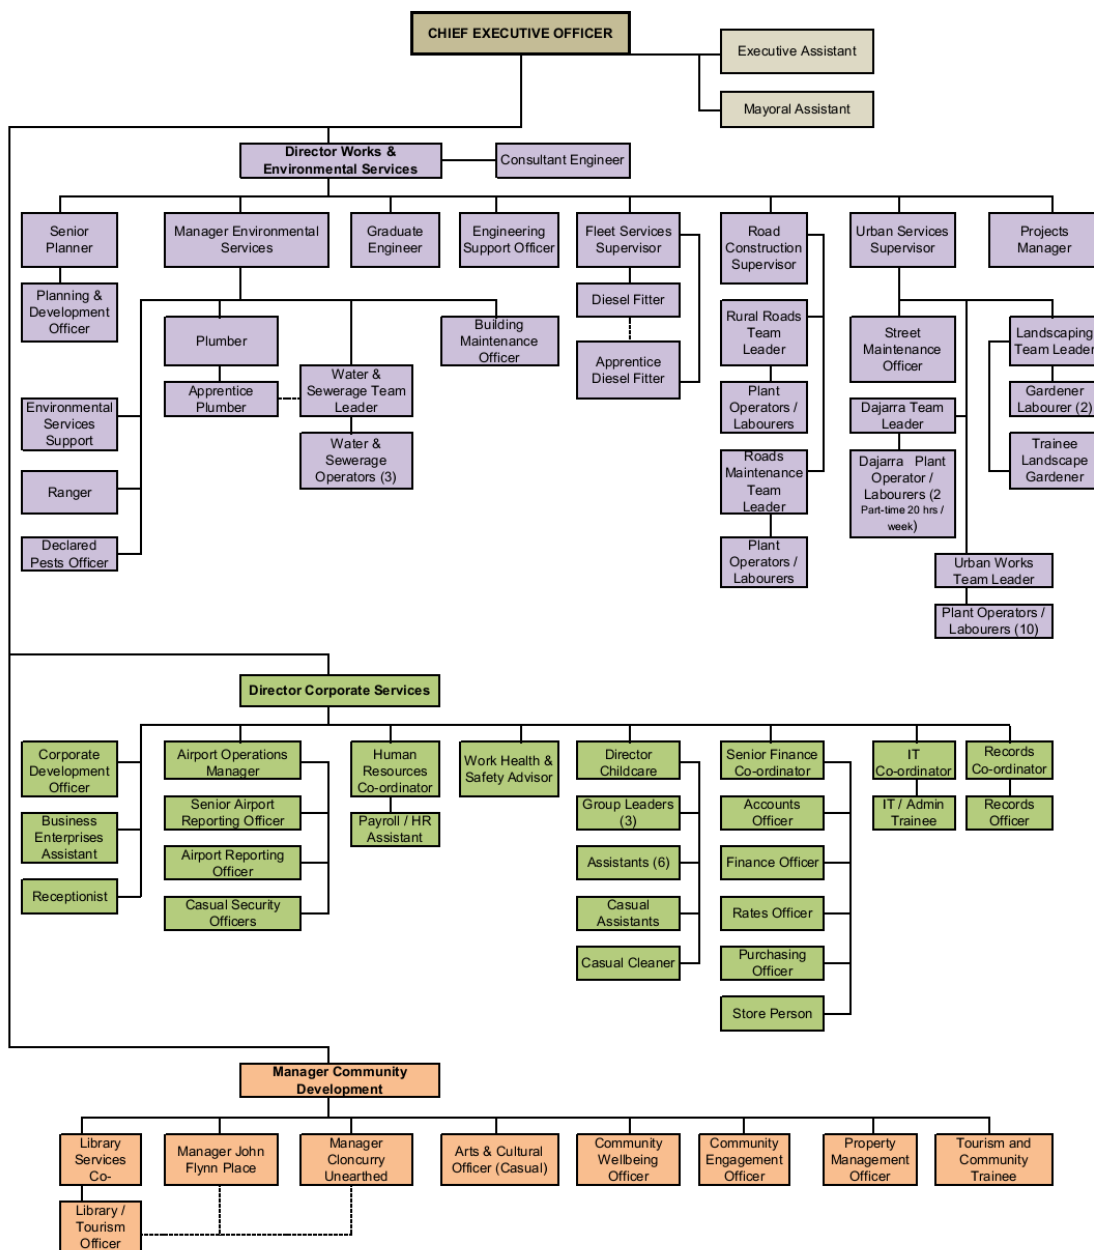 CHIEF EXECUTIVE OFFICER
Executive Assistant
Mayoral Assistant
Director Works &
Environmental Services
Consultant Engineer
Senior
Planner
Manager Environmental
Services
Graduate
Engineer
Engineering
Support Officer
Fleet Services
Supervisor
Road
Construction
Supervisor
Urban Services
Supervisor
Projects
Manager
Planning &
Development
Officer
Plumber
Apprentice
Plumber
Water &
Sewerage Team
Leader
Water &
Sewerage
Operators (3)
Building
Maintenance
Officer
Diesel Fitter
Apprentice
Diesel Fitter
Rural Roads
Team
Leader
Plant
Operators /
Labourers
Roads
Maintenance
Team
Leader
Plant
Operators /
Labourers
Street
Maintenance
Officer
Dajarra Team
Leader
Dajarra Plant
Operator /
Labourers (2
Part-time 20 hrs /
week)
Landscaping
Team Leader
Gardener
Labourer (2)
Trainee
Landscape
Gardener
Urban Works
Team Leader
Plant Operators /
Labourers (10)
Environmental
Services
Support
Ranger
Declared
Pests Officer
Director Corporate Services
Corporate
Development
Officer
Business
Enterprises
Assistant
Receptionist
Airport Operations
Manager
Senior Airport
Reporting Officer
Airport Reporting
Officer
Casual Security
Officers
Human
Resources
Co-ordinator
Payroll / HR
Assistant
Work Health &
Safety Advisor
Director
Childcare
Group Leaders
(3)
Assistants (6)
Casual
Assistants
Casual Cleaner
Senior Finance
Co-ordinator
Accounts
Officer
Finance Officer
Rates Officer
Purchasing
Officer
Store Person
IT
Co-ordinator
IT / Admin
Trainee
Records
Co-ordinator
Records
Officer
Manager Community
Development
Library
Services
Co-
Library /
Tourism
Officer
Manager John
Flynn Place
Manager
Cloncurry
Unearthed
Arts & Cultural
Officer (Casual)
Community
Wellbeing
Officer
Community
Engagement
Officer
Property
Management
Officer
Tourism and
Community
Trainee